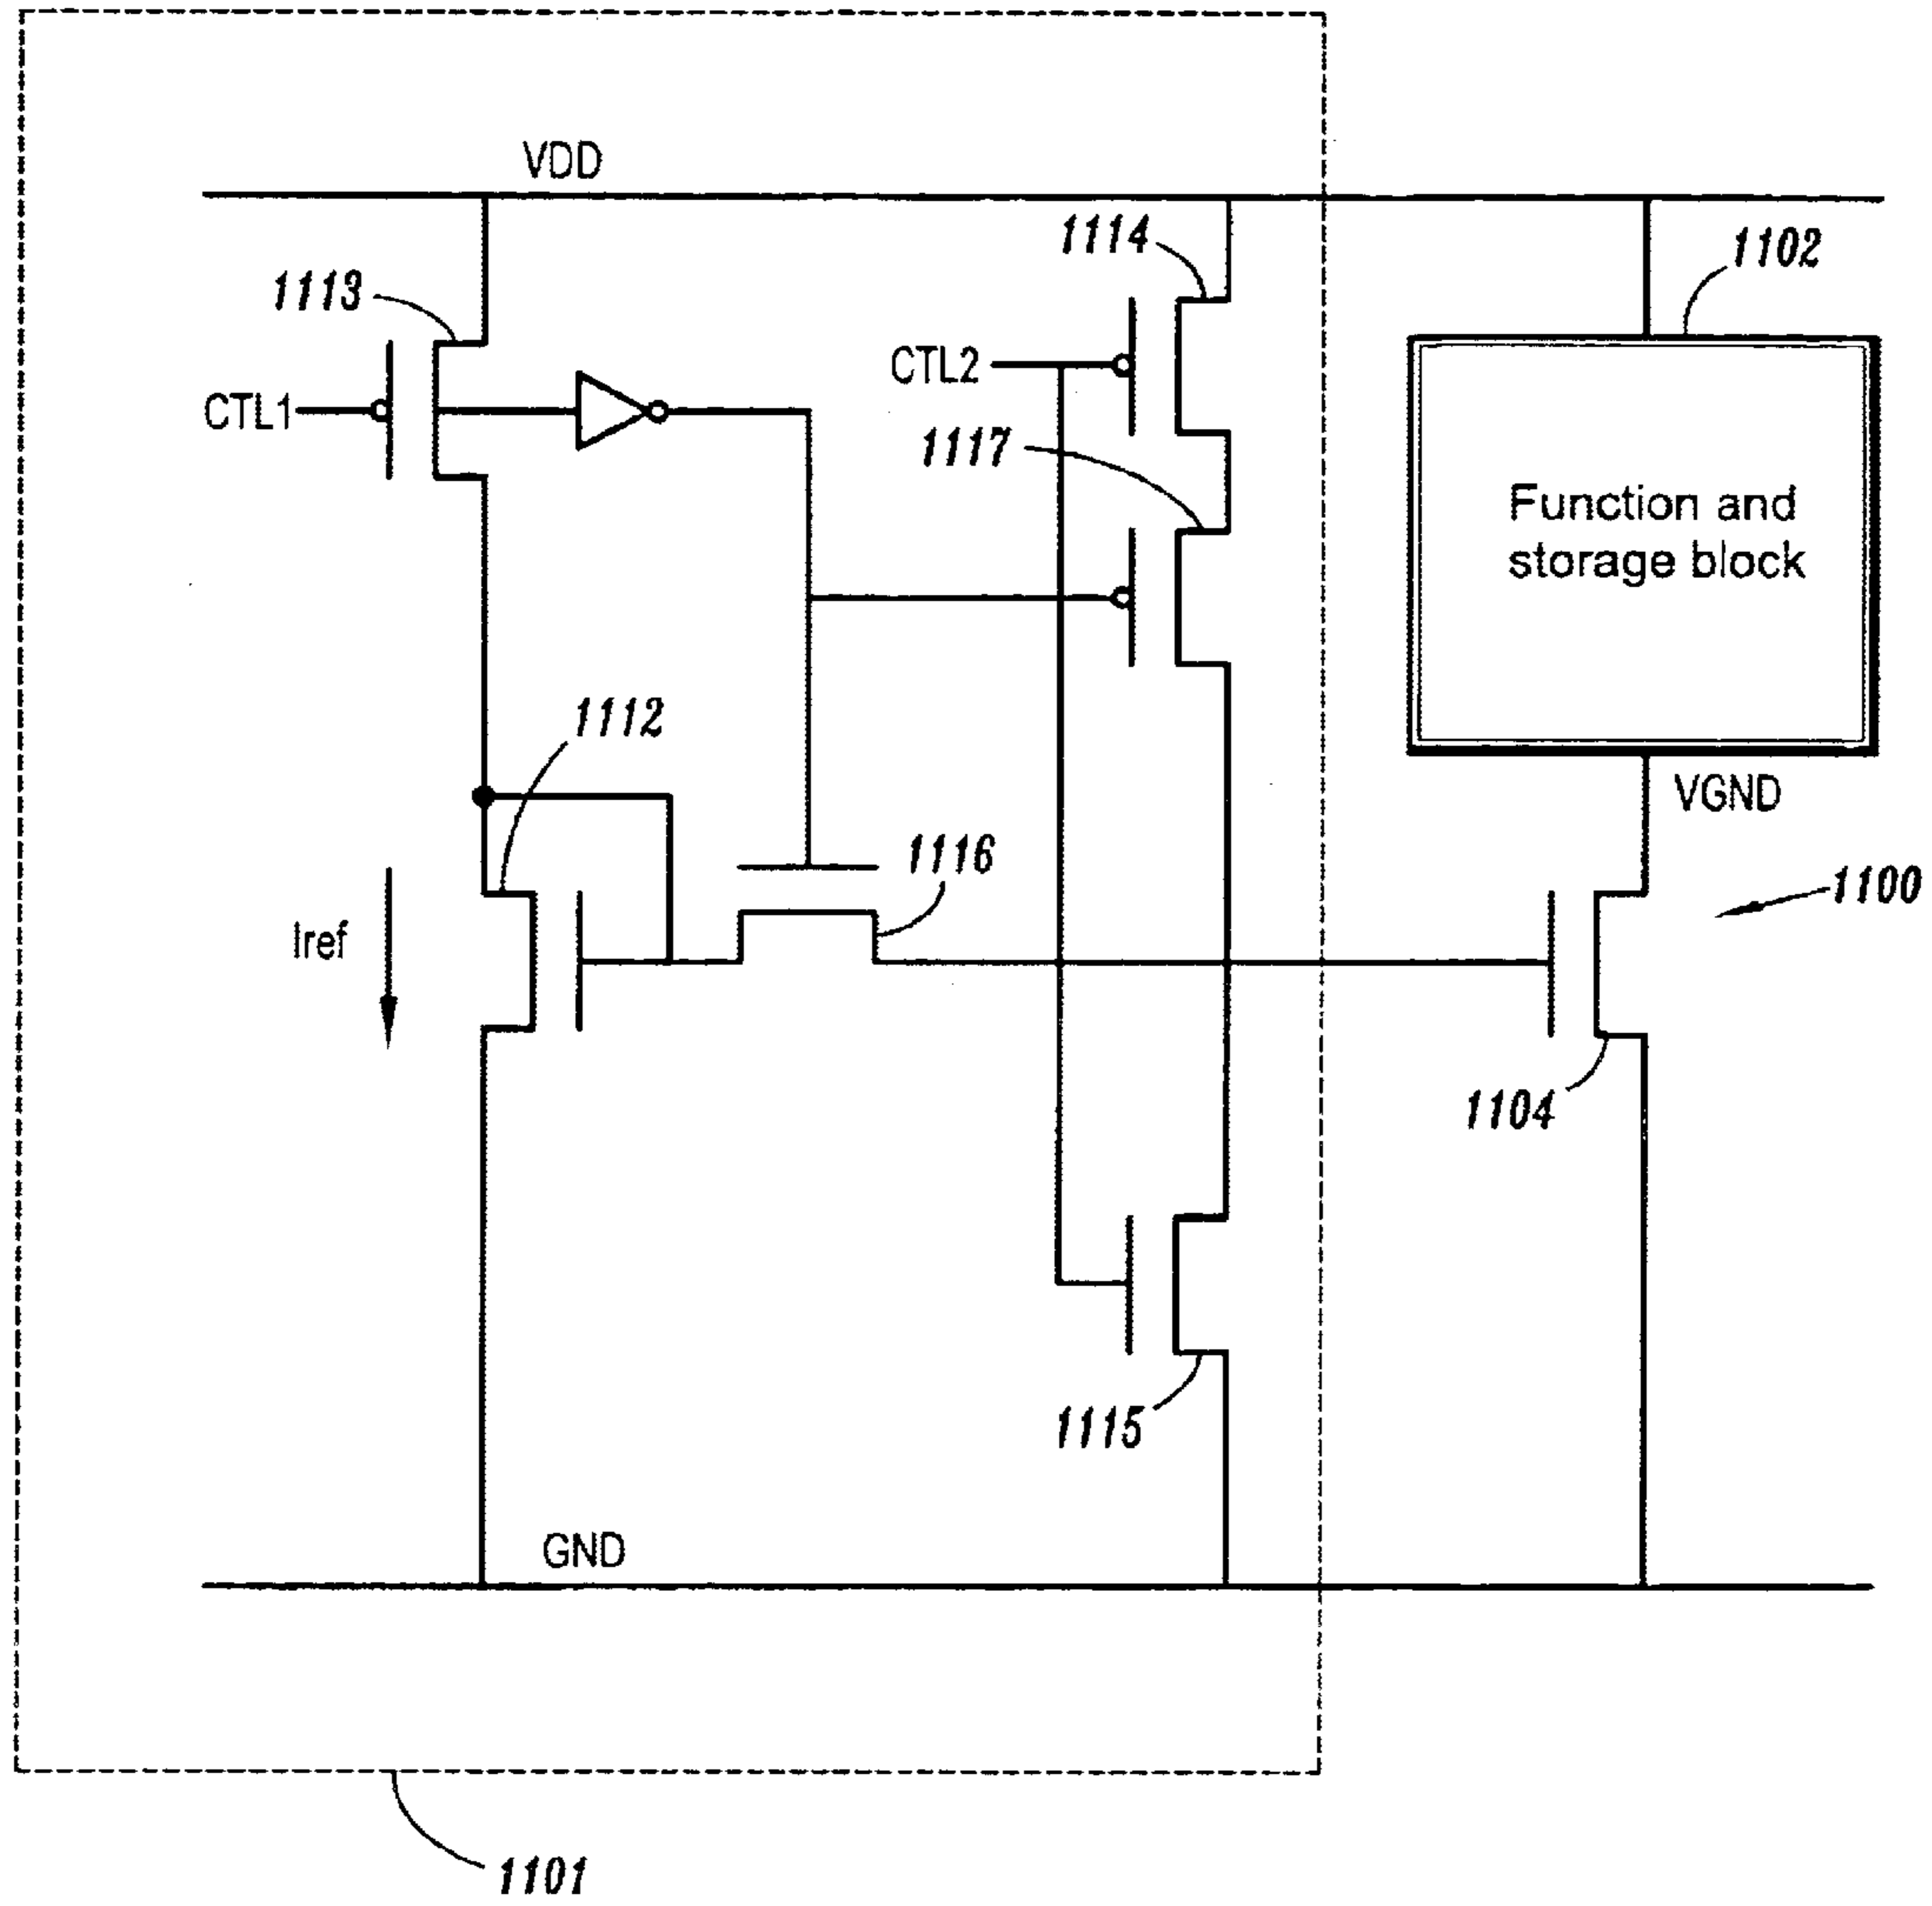 VDD
1114
1102
1113
CTL2
CTL1
1117
Function and
storage block
1112
VGND
1116
1100
Iref
1104
1115
GND
1101